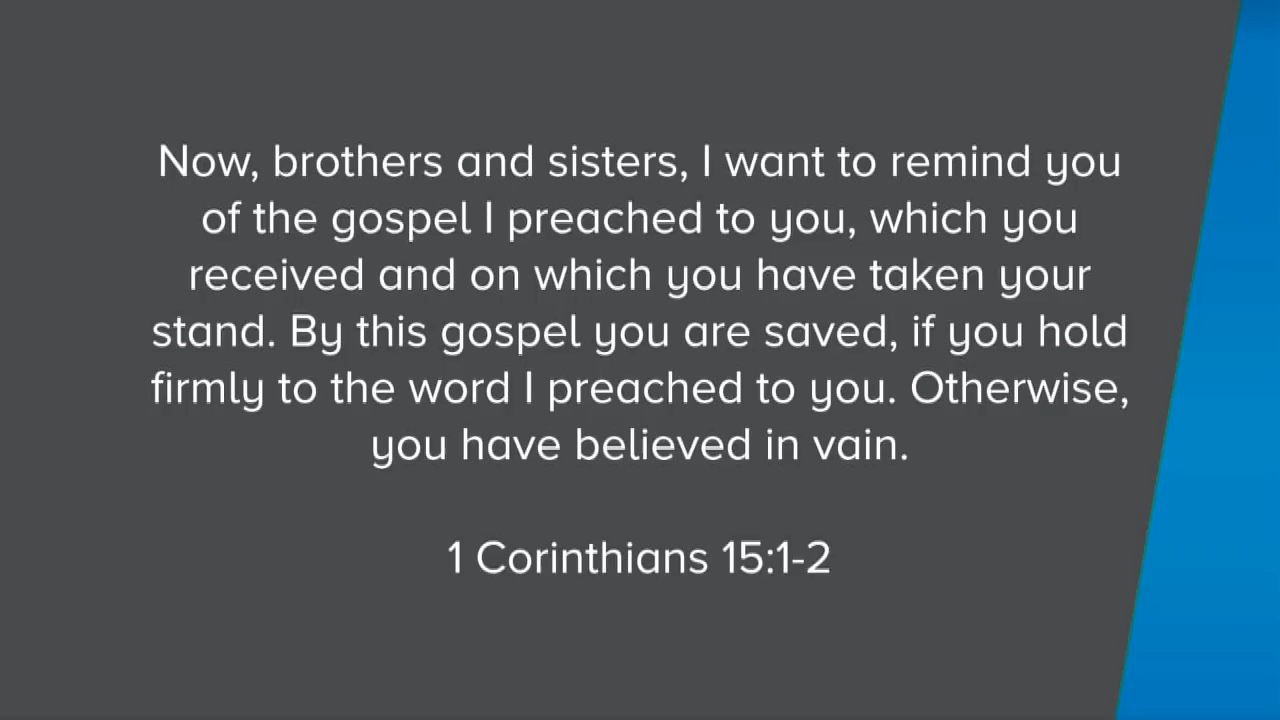 Now, brothers and sisters, I want to remind you
of the gospel I preached to you, which you
received and on which you have taken your
stand. By this gospel you are saved, if you hold
firmly to the word I preached to you. Otherwise,
you have believed in vain.
1 Corinthians 15:1-2